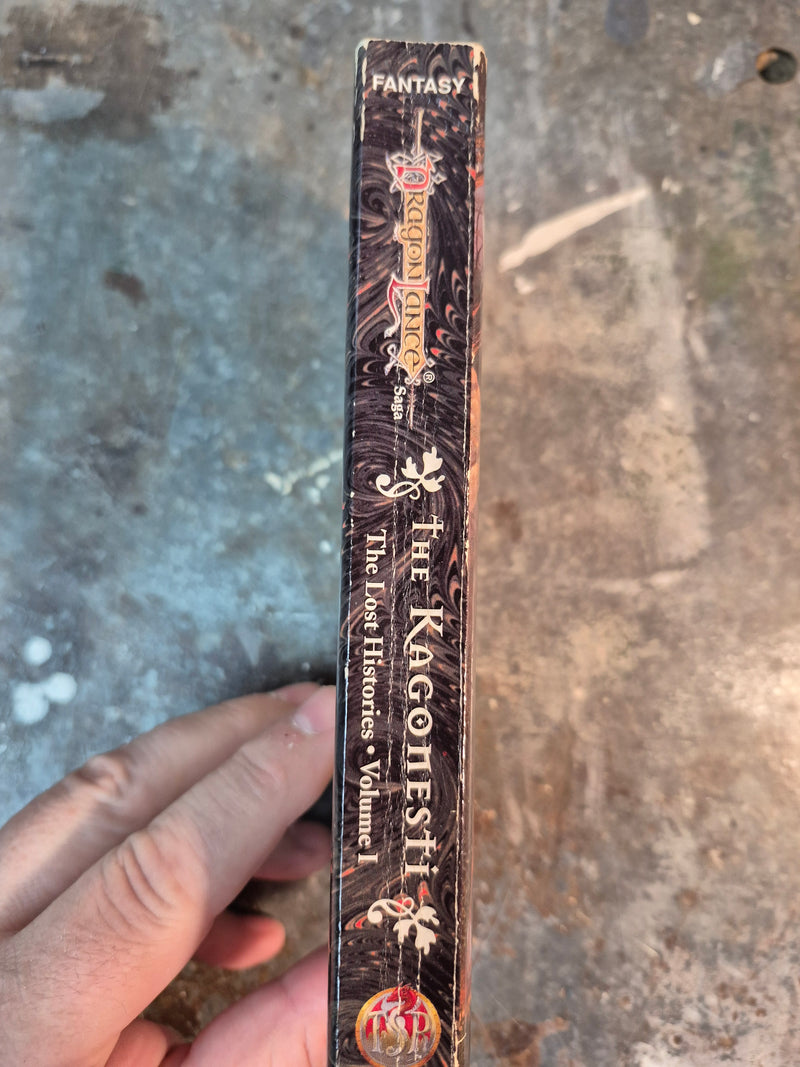 FANTASY
DRAGONLANCE®
Saga
THE KAGONESTI
The Lost Histories • Volume I
TSR